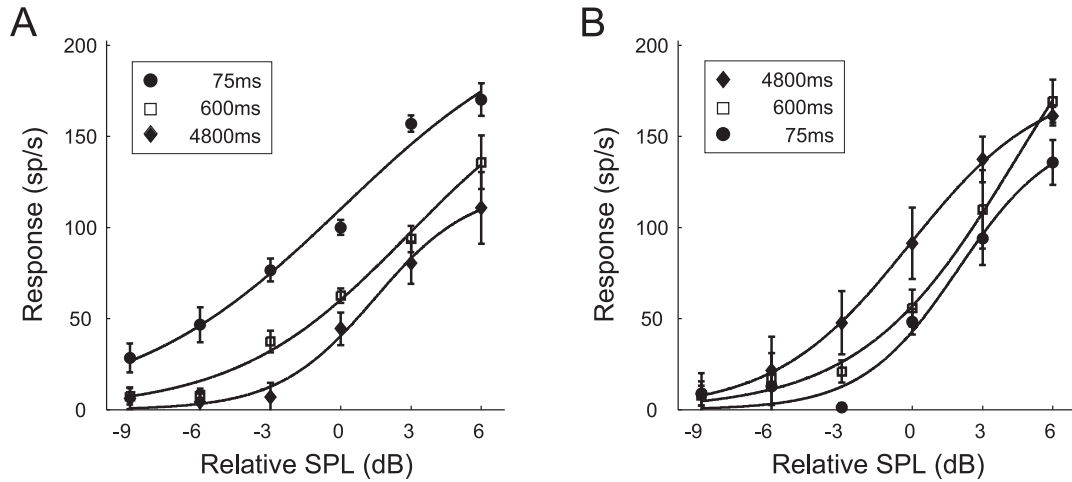 A
200
150
100
50
0
Response (sp/s)
75ms
600ms
4800ms
-9 -6 -3 0 3 6
Relative SPL (dB)
B
200
150
100
50
0
Response (sp/s)
4800ms
600ms
75ms
-9 -6 -3 0 3 6
Relative SPL (dB)